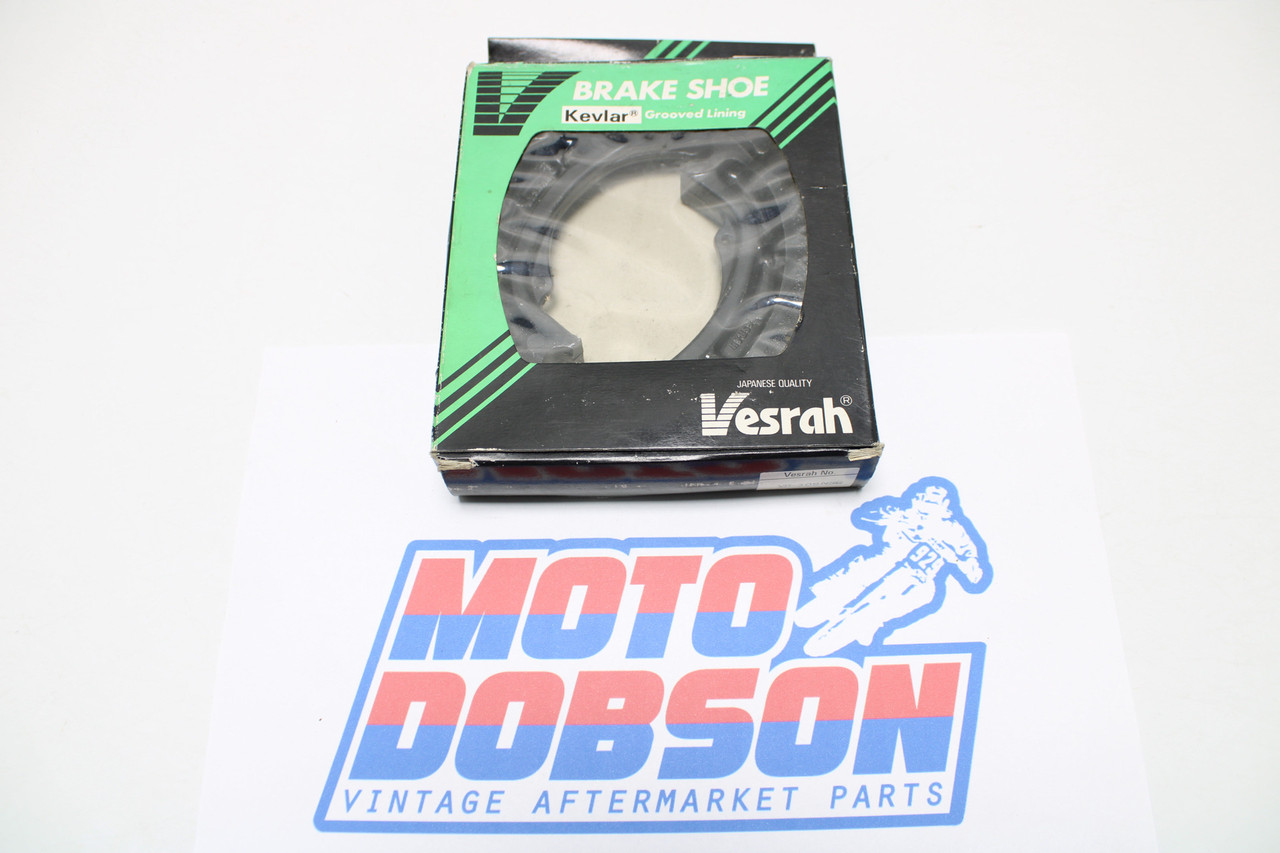 BRAKE SHOE
Kevlar® Grooved Lining
JAPANESE QUALITY
Vesrah®
Vesrah No
MOTO
DOBSON
VINTAGE AFTERMARKET PARTS